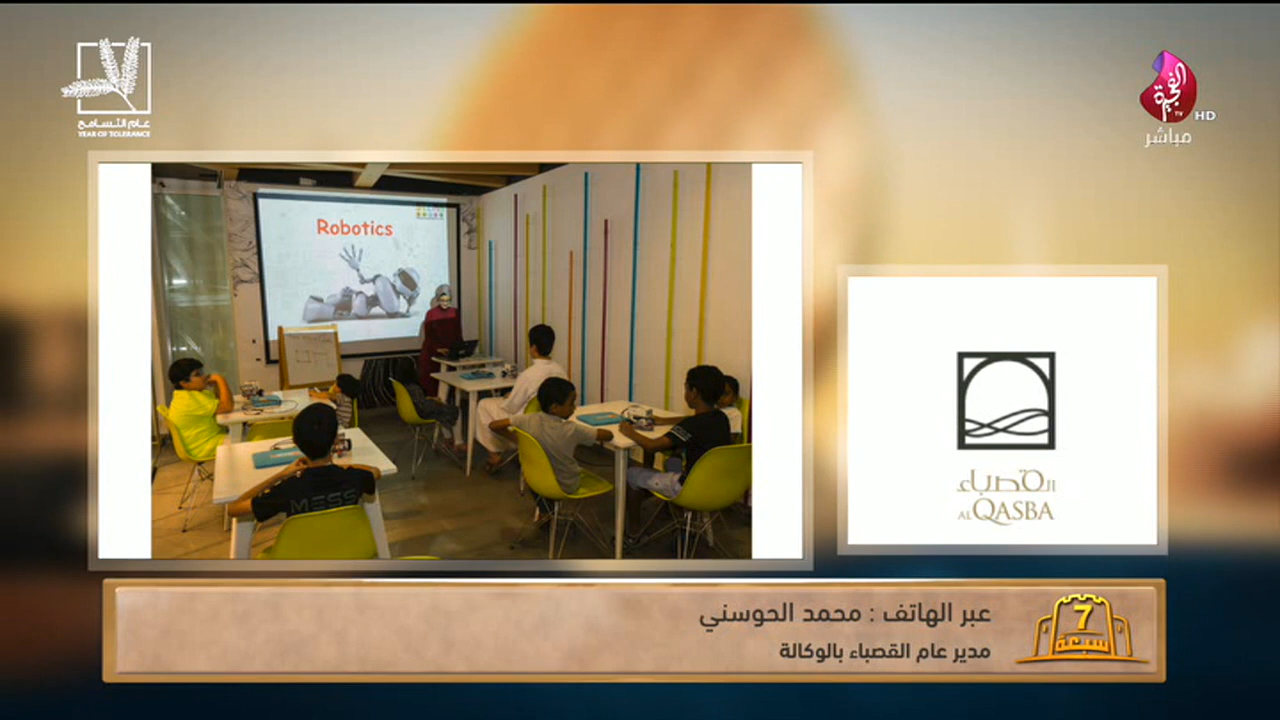 عام التسامح
YEAR OF TOLERANCE
الفجيرة
TV
HD
مباشر
Robotics
MESS
القصباء
AL QASBA
عبر الهاتف : محمد الحوسني
مدير عام القصباء بالوكالة
7
سبعة